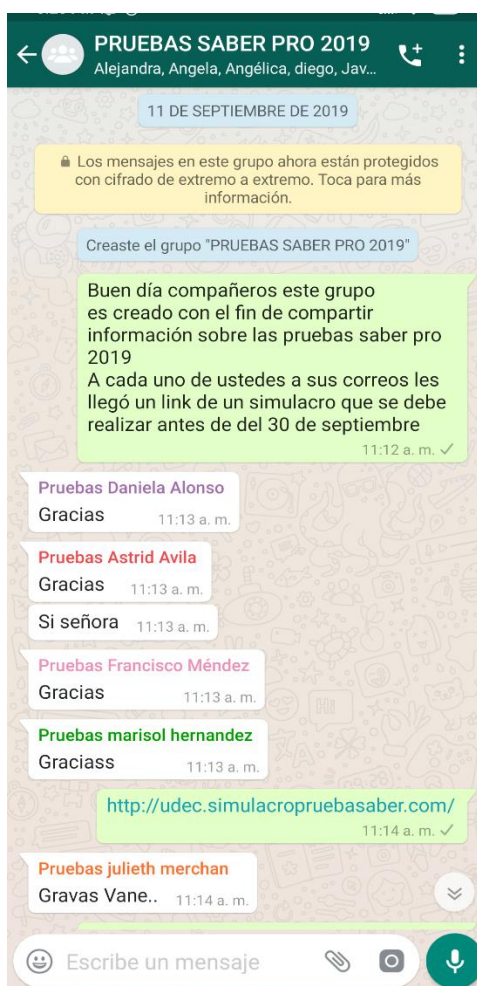 PRUEBAS SABER PRO 2019
Alejandra, Angela, Angélica, diego, Jav...
11 DE SEPTIEMBRE DE 2019
Los mensajes en este grupo ahora están protegidos
con cifrado de extremo a extremo. Toca para más
información.
Creaste el grupo "PRUEBAS SABER PRO 2019"
Buen día compañeros este grupo
es creado con el fin de compartir
información sobre las pruebas saber pro
2019
A cada uno de ustedes a sus correos les
llegó un link de un simulacro que se debe
realizar antes de del 30 de septiembre
11:12 a. m.
Pruebas Daniela Alonso
Gracias 11:13 a. m.
Pruebas Astrid Avila
Gracias 11:13 a. m.
Si señora 11:13 a. m.
Pruebas Francisco Méndez
Gracias 11:13 a. m.
Pruebas marisol hernandez
Graciass 11:13 a. m.
http://udec.simulacropruebasaber.com/
11:14 a. m.
Pruebas julieth merchan
Gravas Vane.. 11:14 a. m.
Escribe un mensaje